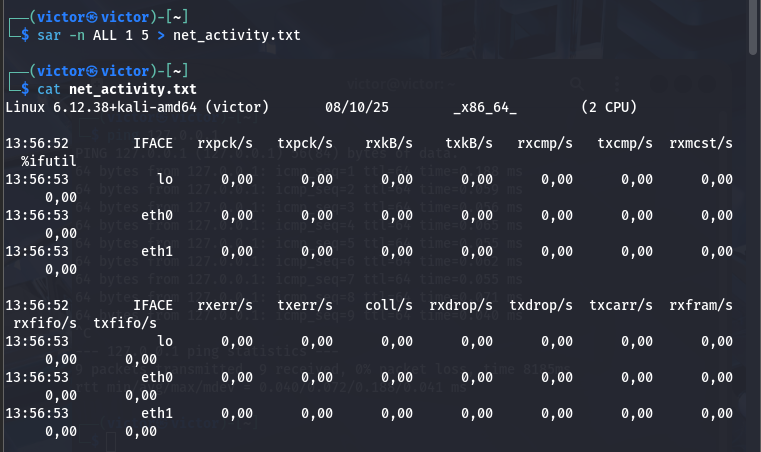 ┌──(victor㉿victor)-[~]
└─$ sar -n ALL 1 5 > net_activity.txt
┌──(victor㉿victor)-[~]
└─$ cat net_activity.txt
Linux 6.12.38+kali-amd64 (victor) 08/10/25 _x86_64_ (2 CPU)
13:56:52 IFACE rxpck/s txpck/s rxkB/s txkB/s rxcmp/s txcmp/s rxmcst/s
%ifutil
13:56:53 lo 0,00 0,00 0,00 0,00 0,00 0,00 0,00
0,00
13:56:53 eth0 0,00 0,00 0,00 0,00 0,00 0,00 0,00
0,00
13:56:53 eth1 0,00 0,00 0,00 0,00 0,00 0,00 0,00
0,00
13:56:52 IFACE rxerr/s txerr/s coll/s rxdrop/s txdrop/s txcarr/s rxfram/s
rxfifo/s txfifo/s
13:56:53 lo 0,00 0,00 0,00 0,00 0,00 0,00 0,00
0,00 0,00
13:56:53 eth0 0,00 0,00 0,00 0,00 0,00 0,00 0,00
0,00 0,00
13:56:53 eth1 0,00 0,00 0,00 0,00 0,00 0,00 0,00
0,00 0,00